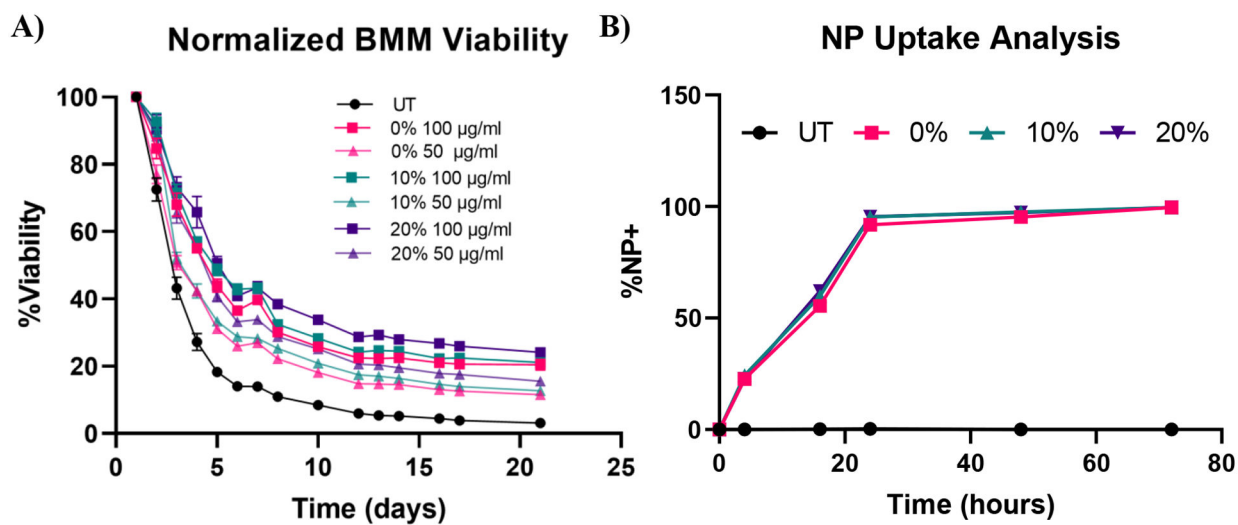 A)
Normalized BMM Viability
%Viability
100
80
60
40
20
0
0
5
10
15
20
25
Time (days)
UT
0% 100 µg/ml
0% 50 µg/ml
10% 100 µg/ml
10% 50 µg/ml
20% 100 µg/ml
20% 50 µg/ml
B)
NP Uptake Analysis
%NP+
150
100
50
0
0
20
40
60
80
Time (hours)
UT
0%
10%
20%